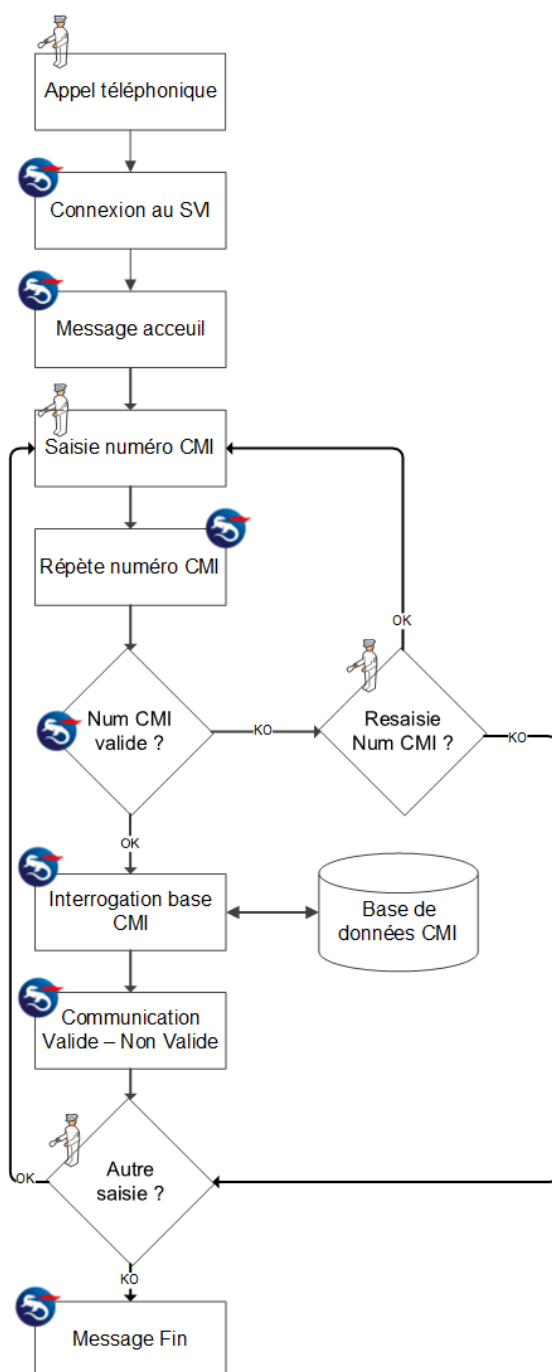 Appel téléphonique
Connexion au SVI
Message acceuil
Saisie numéro CMI
Répète numéro CMI
OK
Num CMI
valide ?
KO
Resaisie
Num CMI ?
KO
OK
Interrogation base
CMI
Base de
données CMI
Communication
Valide – Non Valide
Autre
saisie ?
OK
KO
Message Fin